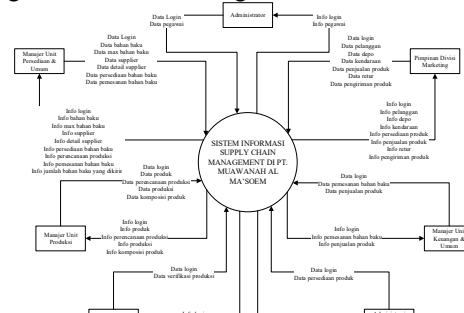 Data Login
Data pegawai
Administrator
Info login
Info pegawai
Manajer Unit
Persediaan &
Umum
Data Login
Data bahan baku
Data max bahan baku
Data supplier
Data detail supplier
Data persediaan bahan baku
Data pemesanan bahan baku
Data login
Data pelanggan
Data depo
Data kendaraan
Data penjualan produk
Data retur
Data pengiriman produk
Pimpinan Divisi
Marketing
Info login
Info bahan baku
Info max bahan baku
Info supplier
Info detail supplier
Info persediaan bahan baku
Info perencanaan produksi
Info pemesanan bahan baku
Info jumlah bahan baku yang dikirim
SISTEM INFORMASI
SUPPLY CHAIN
MANAGEMENT DI PT.
MUAWANAH AL
MA'SOEM
Info login
Info pelanggan
Info depo
Info kendaraan
Info persediaan produk
Info penjualan produk
Info retur
Info pengiriman produk
Data login
Data produk
Data perencanaan produksi
Data produksi
Data komposisi produk
Data login
Data pemesanan bahan baku
Data penjualan produk
Manajer Unit
Produksi
Info login
Info produk
Info perencanaan produksi
Info produksi
Info komposisi produk
Info login
Info pemesanan bahan baku
Info penjualan produk
Manajer Unit
Keuangan &
Umum
Data login
Data verifikasi produksi
Data login
Data persediaan produk